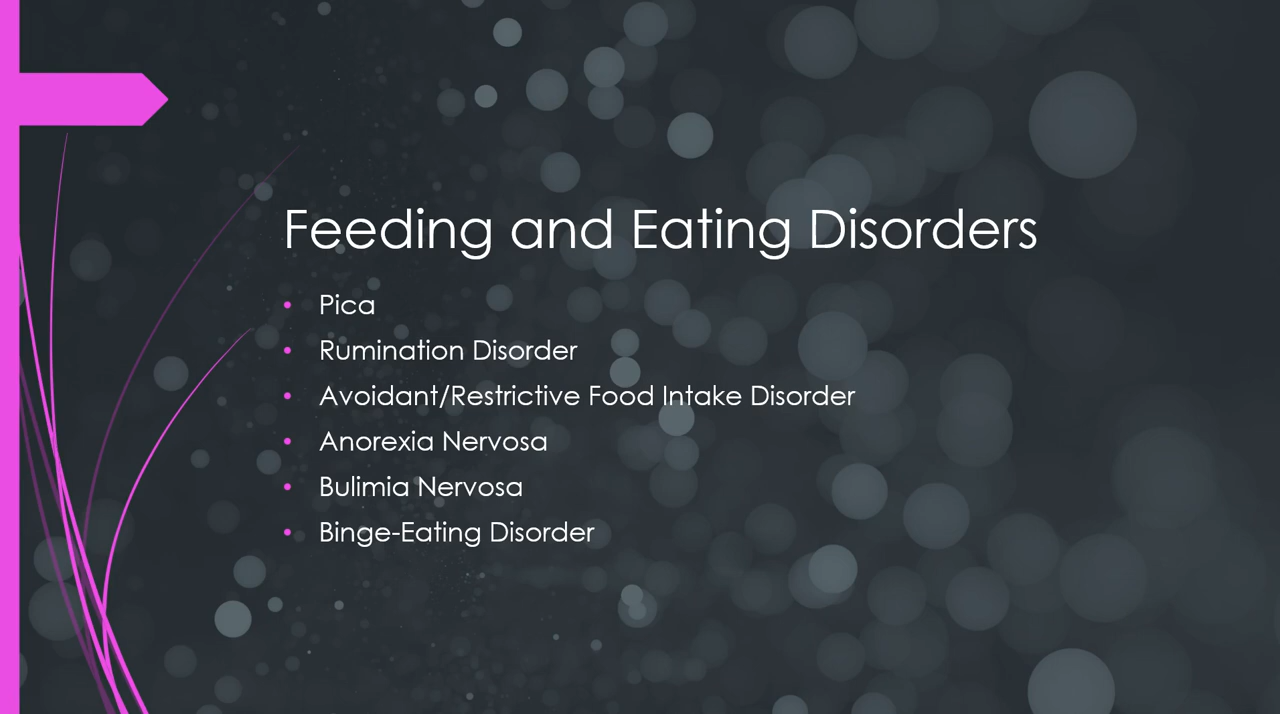 Feeding and Eating Disorders
• Pica
• Rumination Disorder
• Avoidant/Restrictive Food Intake Disorder
• Anorexia Nervosa
• Bulimia Nervosa
• Binge-Eating Disorder